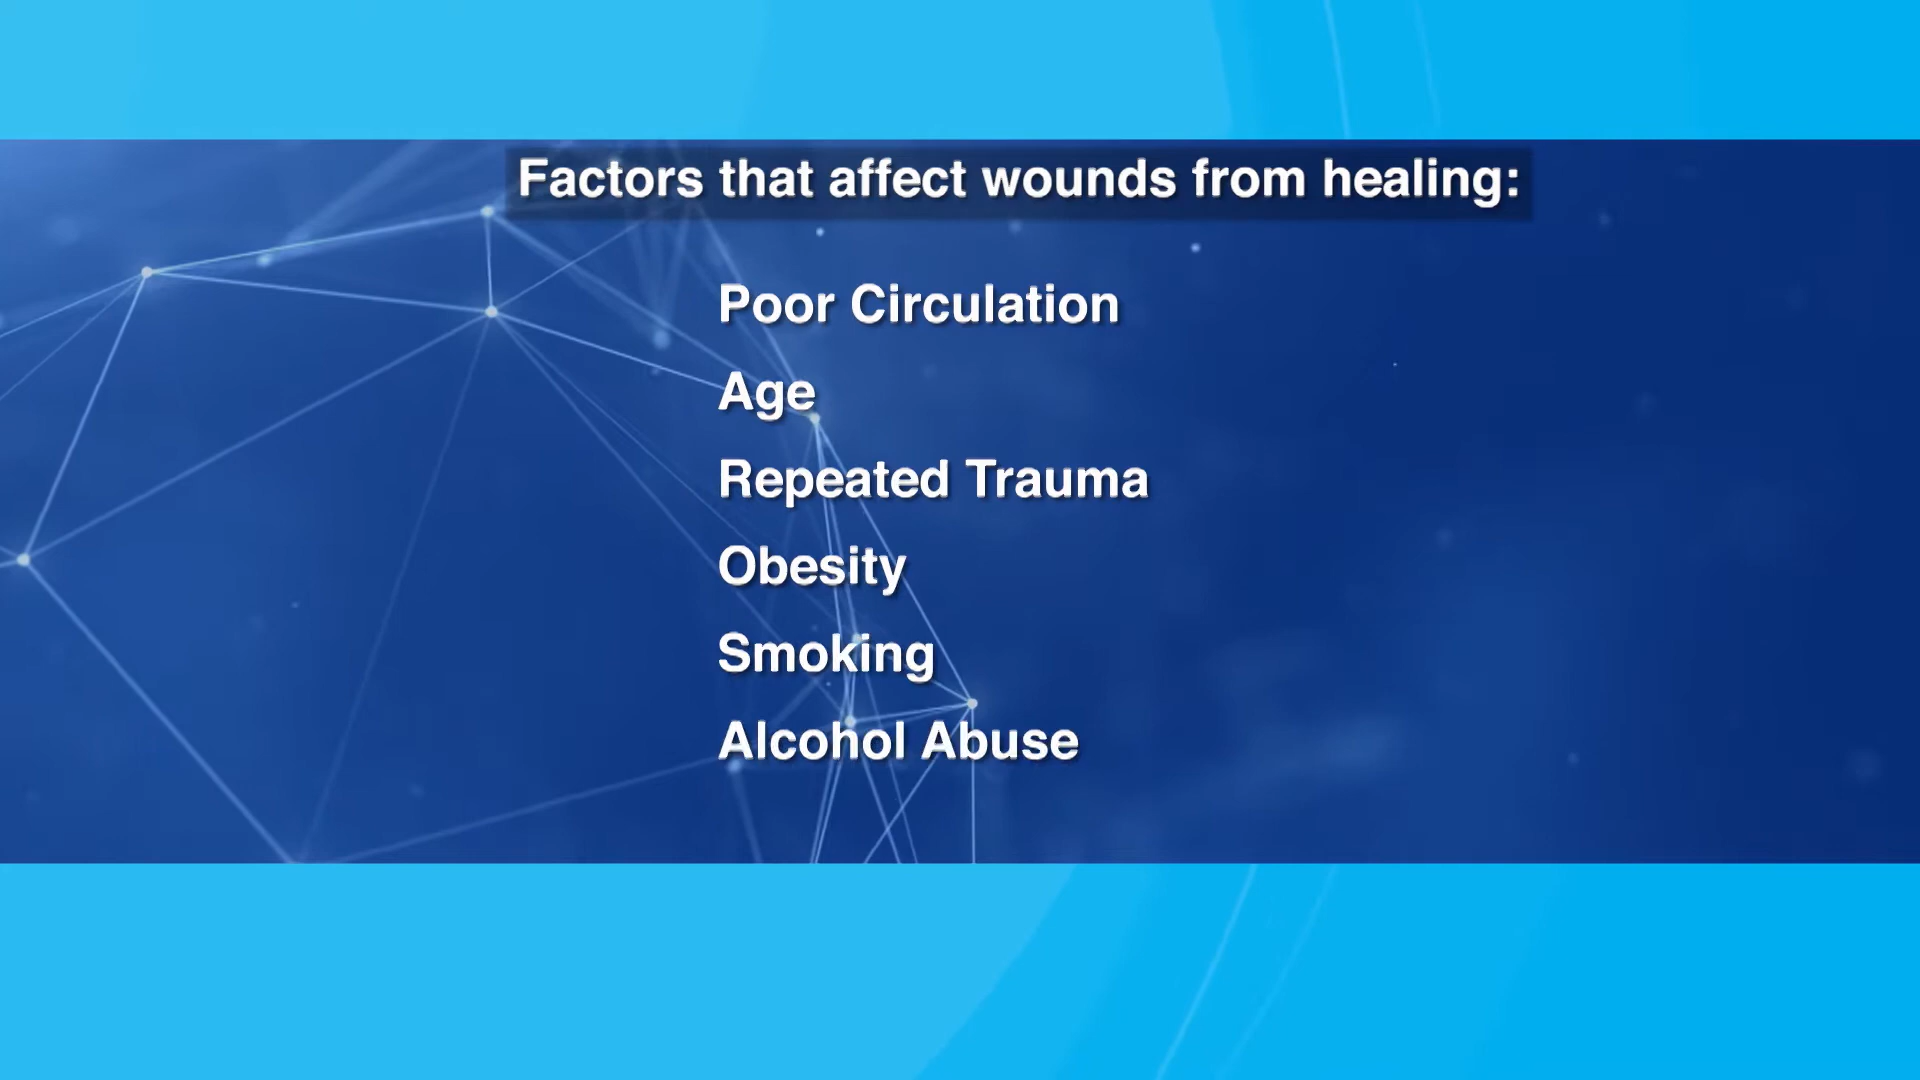 Factors that affect wounds from healing:
Poor Circulation
Age
Repeated Trauma
Obesity
Smoking
Alcohol Abuse